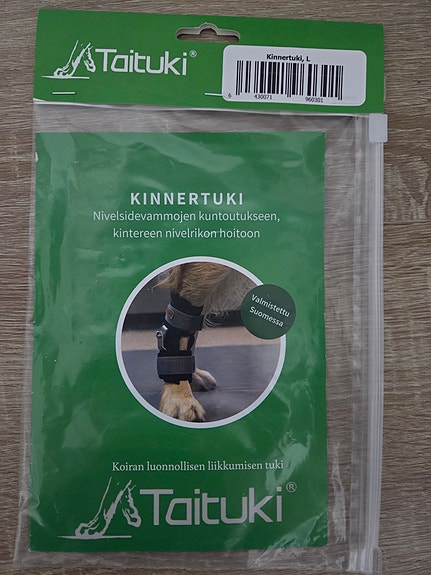 Taituki®
Kinnertuki, L
6 430071 960301
KINNERTUKI
Nivelsidevammojen kuntoutukseen,
kintereen nivelrikon hoitoon
Valmistettu
Suomessa
Koiran luonnollisen liikkumisen tuki
Taituki®